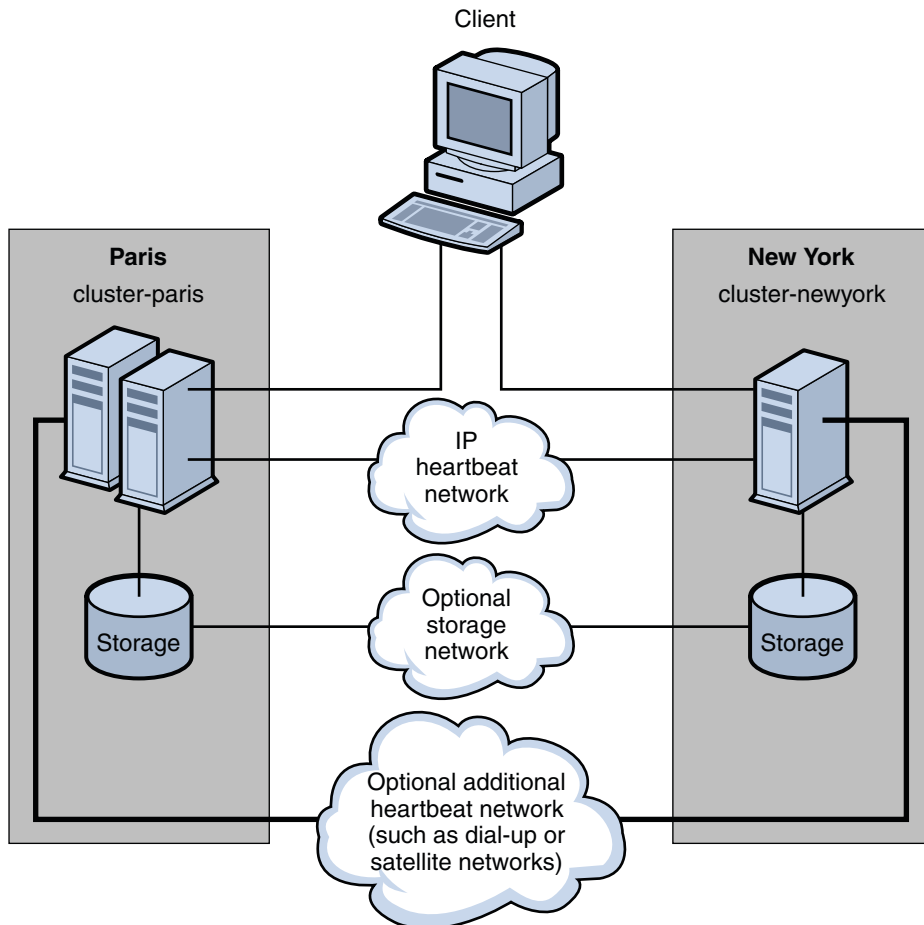 Client
Paris
cluster-paris
New York
cluster-newyork
IP
heartbeat
network
Optional
storage
network
Storage
Storage
Optional additional
heartbeat network
(such as dial-up or
satellite networks)